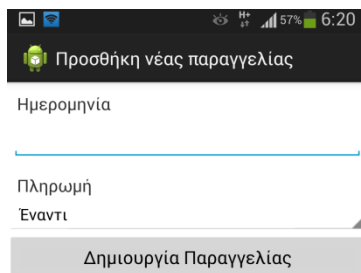 H+ 57% 6:20
Προσθήκη νέας παραγγελίας
Ημερομηνία
Πληρωμή
Έναντι
Δημιουργία Παραγγελίας